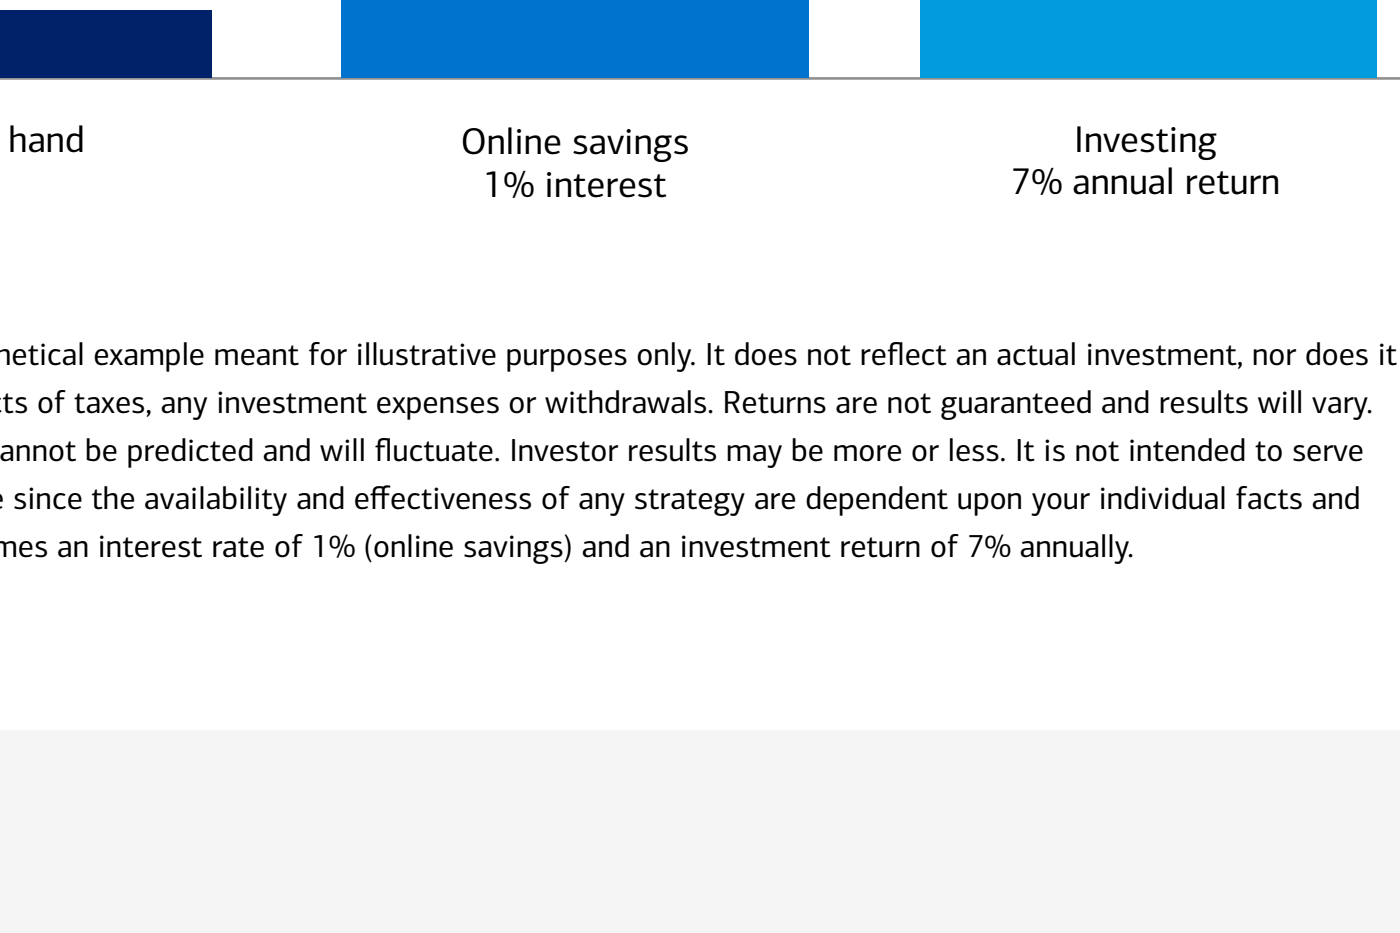 hand
Online savings
1% interest
Investing
7% annual return
hetical example meant for illustrative purposes only. It does not reflect an actual investment, nor does it
cts of taxes, any investment expenses or withdrawals. Returns are not guaranteed and results will vary.
annot be predicted and will fluctuate. Investor results may be more or less. It is not intended to serve
e since the availability and effectiveness of any strategy are dependent upon your individual facts and
mes an interest rate of 1% (online savings) and an investment return of 7% annually.